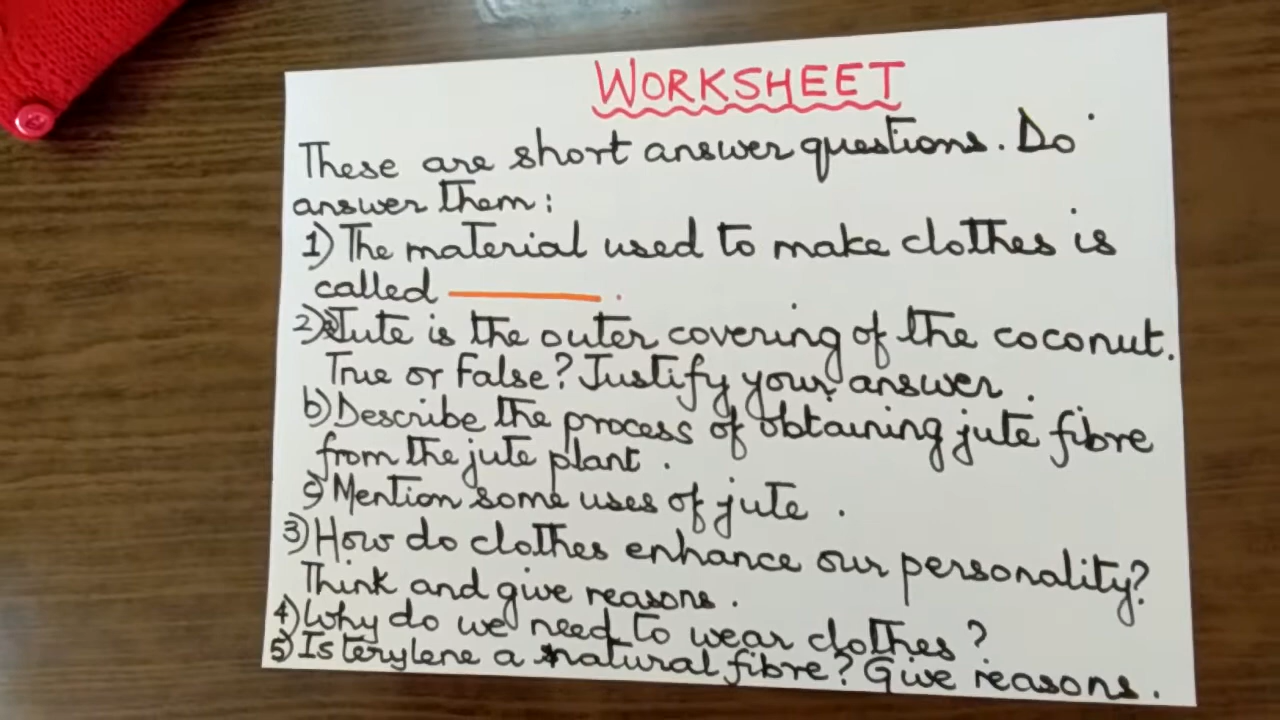 WORKSHEET
These are short answer questions. Do
answer them:
1) The material used to make clothes is
called ________.
2) Jute is the outer covering of the coconut.
True or False? Justify your answer.
b) Describe the process of obtaining jute fibre
from the jute plant.
c) Mention some uses of jute.
3) How do clothes enhance our personality?
Think and give reasons.
4) Why do we need to wear clothes?
5) Is terylene a natural fibre? Give reasons.